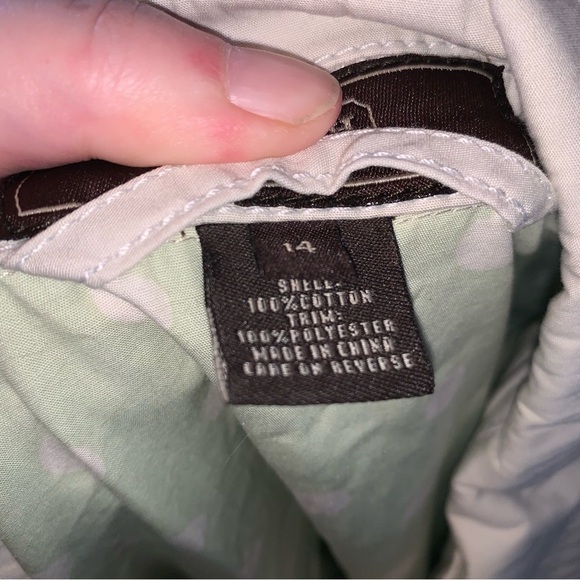 14
SHELL:
100%COTTON
TRIM:
100%POLYESTER
MADE IN CHINA
CARE ON REVERSE